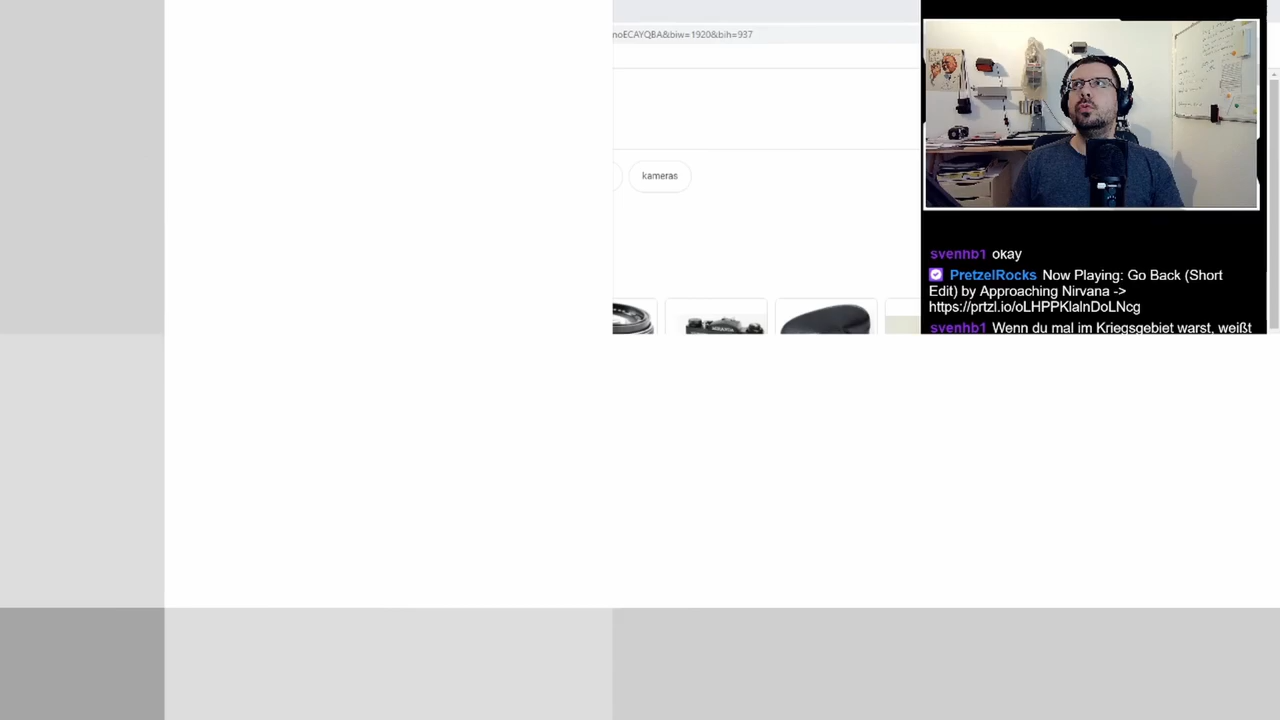 noECAYQBA&biw=1920&bih=937
kameras
svenhb1 okay
PretzelRocks Now Playing: Go Back (Short
Edit) by Approaching Nirvana ->
https://prtzl.io/oLHPPKlalnDoLNcg
svenhb1 Wenn du mal im Kriegsgebiet warst, weißt